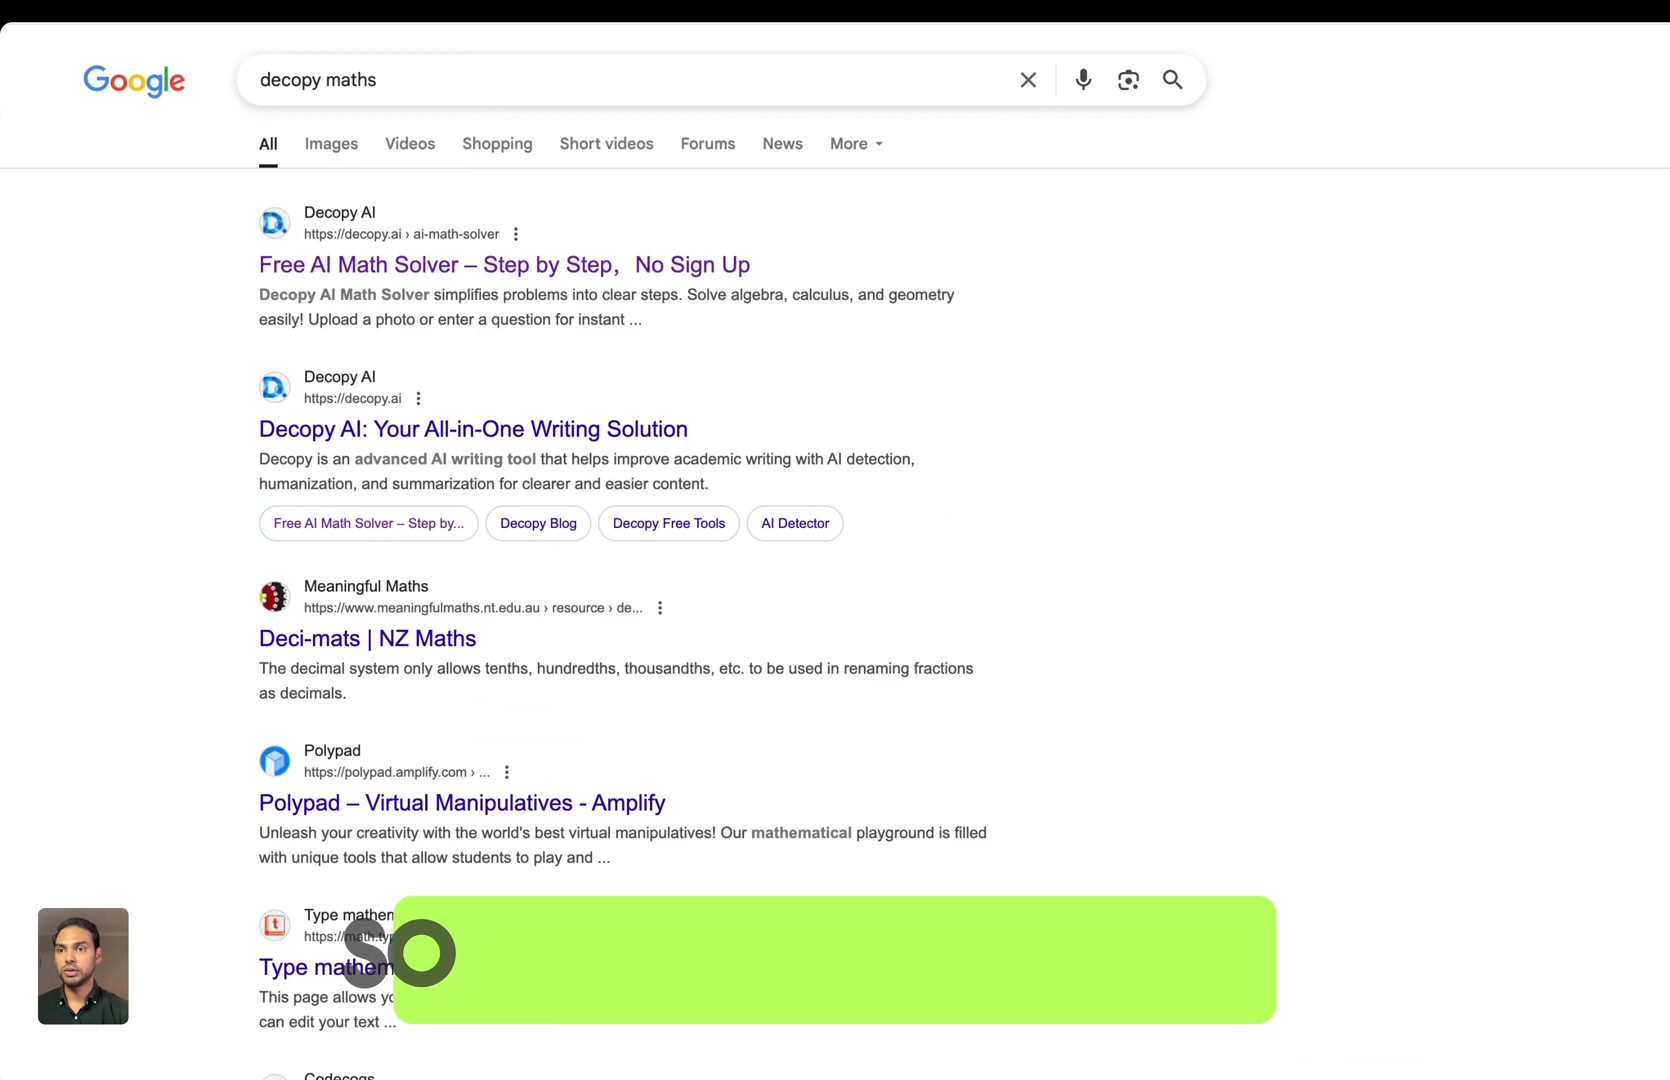 Google
decopy maths
All Images Videos Shopping Short videos Forums News More
Decopy AI
https://decopy.ai › ai-math-solver
Free AI Math Solver – Step by Step，No Sign Up
Decopy AI Math Solver simplifies problems into clear steps. Solve algebra, calculus, and geometry
easily! Upload a photo or enter a question for instant ...
Decopy AI
https://decopy.ai
Decopy AI: Your All-in-One Writing Solution
Decopy is an advanced AI writing tool that helps improve academic writing with AI detection,
humanization, and summarization for clearer and easier content.
Free AI Math Solver – Step by... Decopy Blog Decopy Free Tools AI Detector
Meaningful Maths
https://www.meaningfulmaths.nt.edu.au › resource › de...
Deci-mats | NZ Maths
The decimal system only allows tenths, hundredths, thousandths, etc. to be used in renaming fractions
as decimals.
Polypad
https://polypad.amplify.com › ...
Polypad – Virtual Manipulatives - Amplify
Unleash your creativity with the world's best virtual manipulatives! Our mathematical playground is filled
with unique tools that allow students to play and ...
Type
https://
so
Type
This page allows
can edit your text ...
Codecogs